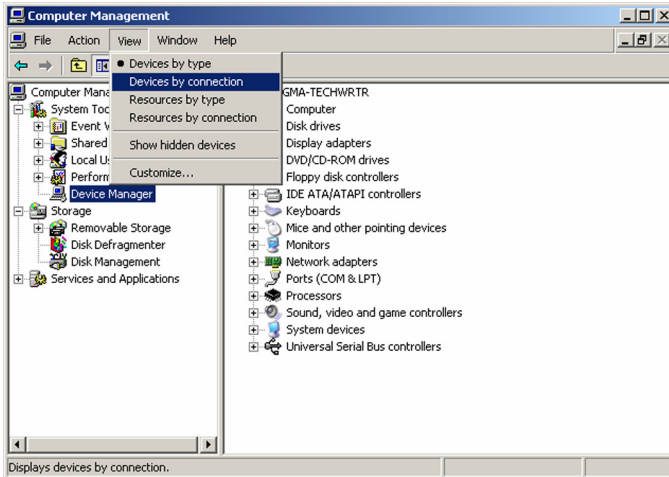 Computer Management
File Action View Window Help
Devices by type
Devices by connection
Resources by type
Resources by connection
Show hidden devices
Customize...
Computer Mana
System Too
Event V
Shared
Local Us
Perform
Device Manager
Storage
Removable Storage
Disk Defragmenter
Disk Management
Services and Applications
GMA-TECHWRTR
Computer
Disk drives
Display adapters
DVD/CD-ROM drives
Floppy disk controllers
IDE ATA/ATAPI controllers
Keyboards
Mice and other pointing devices
Monitors
Network adapters
Ports (COM & LPT)
Processors
Sound, video and game controllers
System devices
Universal Serial Bus controllers
Displays devices by connection.